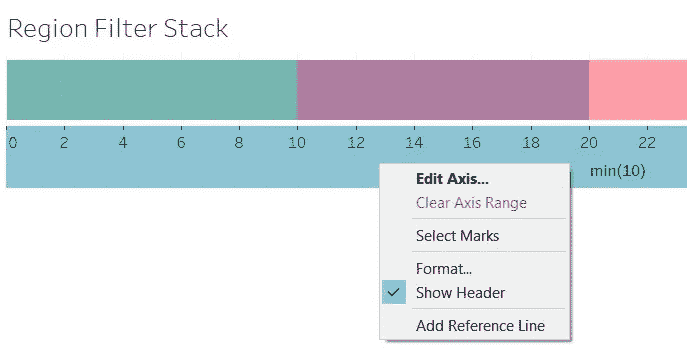 Region Filter Stack
0 2 4 6 8 10 12 14 16 18 20 22
min(10)
Edit Axis...
Clear Axis Range
Select Marks
Format...
Show Header
Add Reference Line